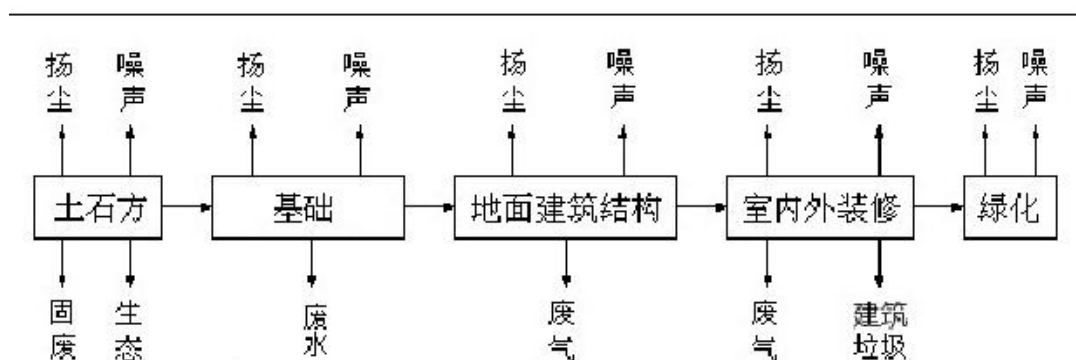 扬尘 噪声 扬尘 噪声 扬尘 噪声 扬尘 噪声 扬尘 噪声
土石方 基础 地面建筑结构 室内外装修 绿化
固废 生态 废水 废气 废气 建筑垃圾